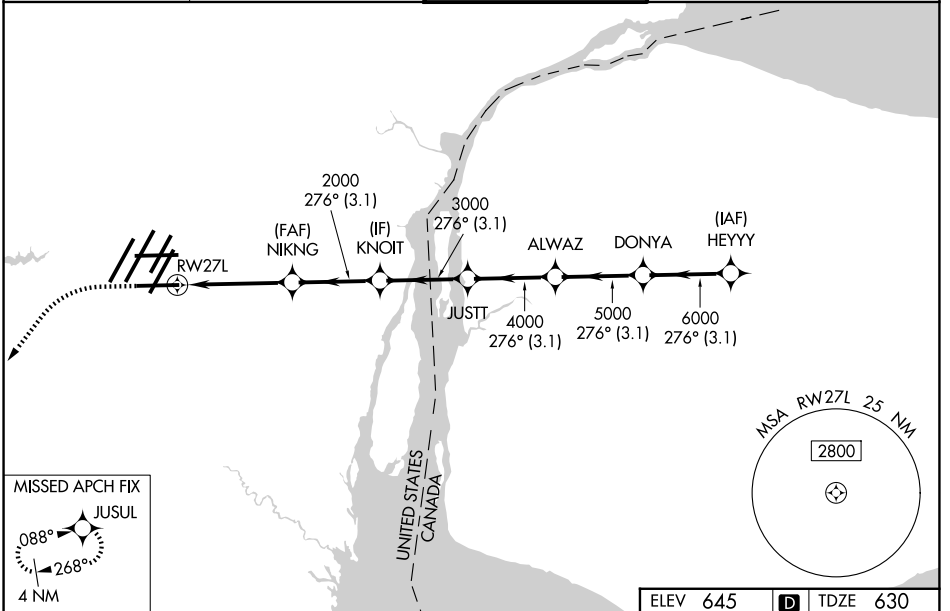 2000
276° (3.1)
3000
276° (3.1)
(FAF)
NIKNG
(IF)
KNOIT
ALWAZ
DONYA
(IAF)
HEYYY
RW27L
JUSTT
4000
276° (3.1)
5000
276° (3.1)
6000
276° (3.1)
MSA RW27L 25 NM
2800
UNITED STATES
CANADA
MISSED APCH FIX
JUSUL
088°
268°
4 NM
ELEV 645 D TDZE 630